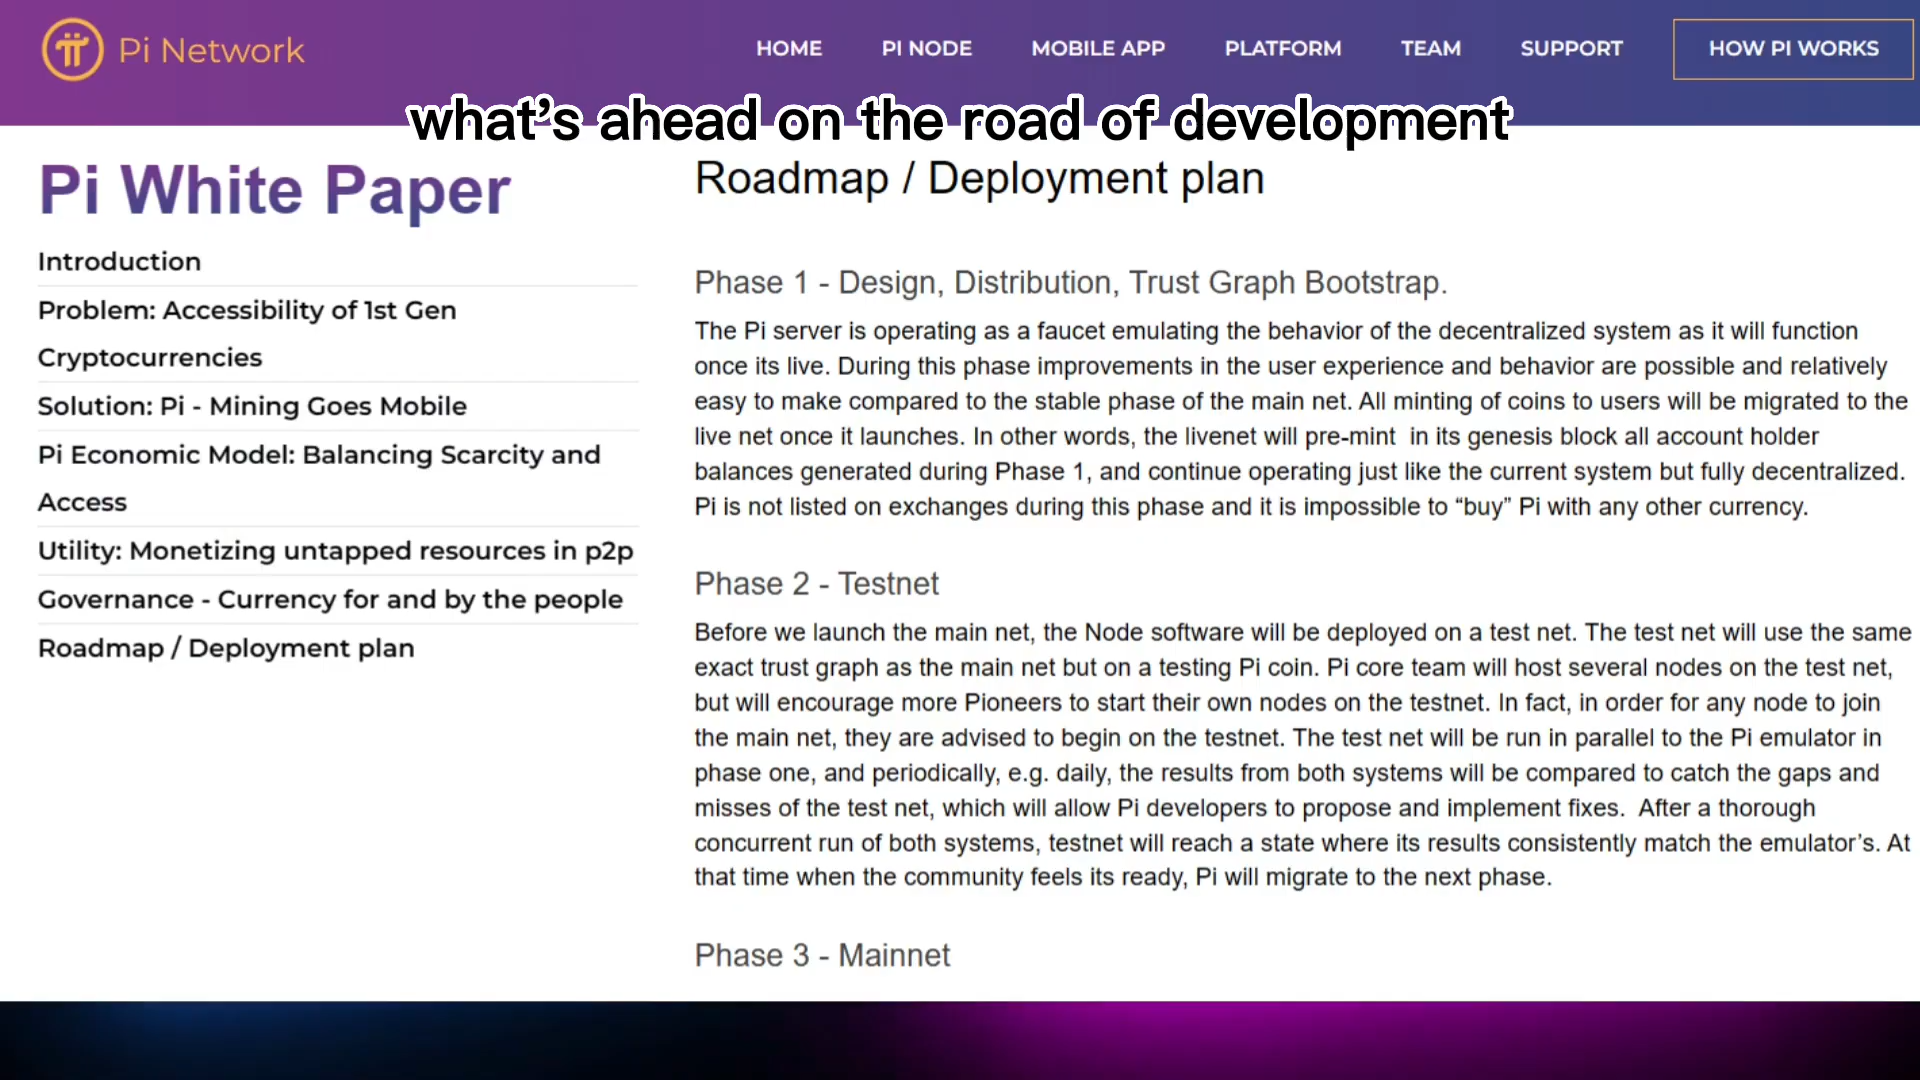 Pi Network
HOME
PI NODE
MOBILE APP
PLATFORM
TEAM
SUPPORT
HOW PI WORKS
what's ahead on the road of development
Pi White Paper
Introduction
Problem: Accessibility of 1st Gen
Cryptocurrencies
Solution: Pi - Mining Goes Mobile
Pi Economic Model: Balancing Scarcity and
Access
Utility: Monetizing untapped resources in p2p
Governance - Currency for and by the people
Roadmap / Deployment plan
Roadmap / Deployment plan
Phase 1 - Design, Distribution, Trust Graph Bootstrap.
The Pi server is operating as a faucet emulating the behavior of the decentralized system as it will function
once its live. During this phase improvements in the user experience and behavior are possible and relatively
easy to make compared to the stable phase of the main net. All minting of coins to users will be migrated to the
live net once it launches. In other words, the livenet will pre-mint in its genesis block all account holder
balances generated during Phase 1, and continue operating just like the current system but fully decentralized.
Pi is not listed on exchanges during this phase and it is impossible to “buy” Pi with any other currency.
Phase 2 - Testnet
Before we launch the main net, the Node software will be deployed on a test net. The test net will use the same
exact trust graph as the main net but on a testing Pi coin. Pi core team will host several nodes on the test net,
but will encourage more Pioneers to start their own nodes on the testnet. In fact, in order for any node to join
the main net, they are advised to begin on the testnet. The test net will be run in parallel to the Pi emulator in
phase one, and periodically, e.g. daily, the results from both systems will be compared to catch the gaps and
misses of the test net, which will allow Pi developers to propose and implement fixes. After a thorough
concurrent run of both systems, testnet will reach a state where its results consistently match the emulator’s. At
that time when the community feels its ready, Pi will migrate to the next phase.
Phase 3 - Mainnet